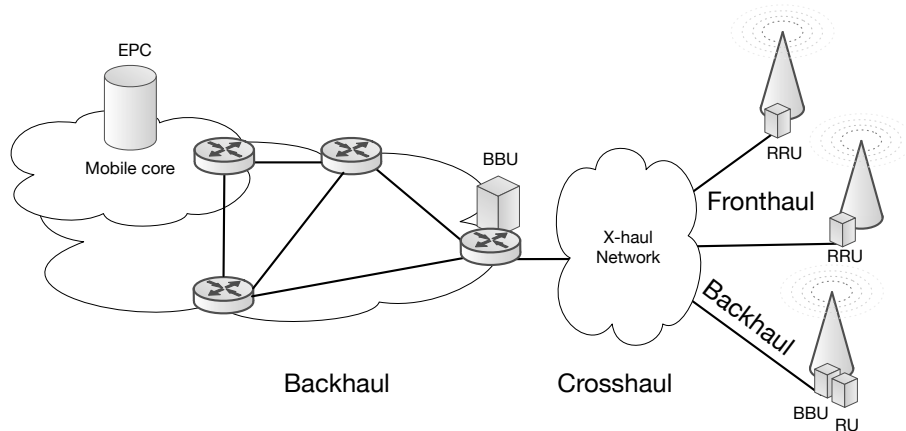 EPC
Mobile core
BBU
X-haul
Network
RRU
Fronthaul
RRU
Backhaul
BBU
RU
Backhaul
Crosshaul